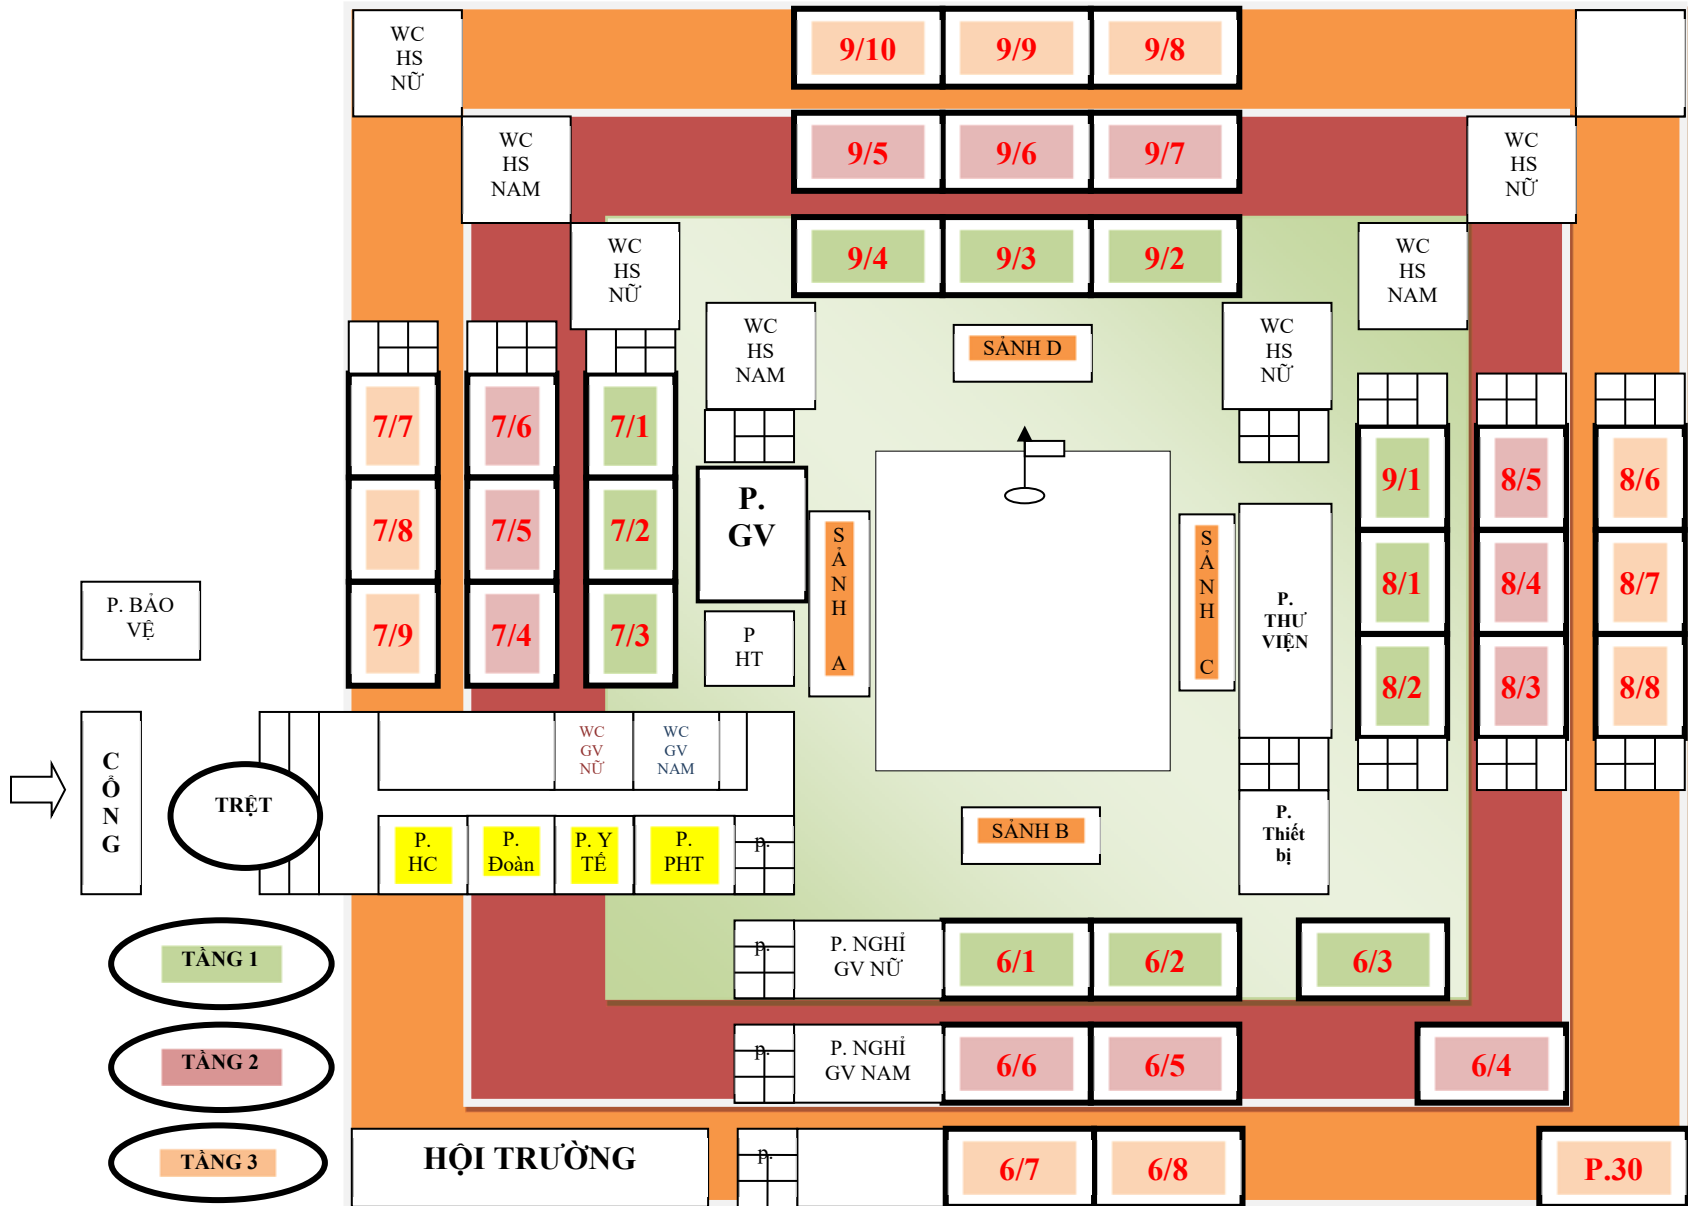 WC
HS
NỮ
9/10
9/9
9/8
WC
HS
NAM
9/5
9/6
9/7
WC
HS
NỮ
WC
HS
NỮ
9/4
9/3
9/2
WC
HS
NAM
WC
HS
NAM
SẢNH D
WC
HS
NỮ
7/7
7/6
7/1
7/8
7/5
7/2
7/9
7/4
7/3
P.
GV
P
HT
S
Ả
N
H
A
S
Ả
N
H
C
P.
THƯ
VIỆN
9/1
8/5
8/6
8/1
8/4
8/7
8/2
8/3
8/8
P. BẢO
VỆ
C
Ổ
N
G
TRỆT
WC
GV
NỮ
WC
GV
NAM
P.
HC
P.
Đoàn
P. Y
TẾ
P.
PHT
p.
SẢNH B
P.
Thiết
bị
TẦNG 1
p.
P. NGHỈ
GV NỮ
6/1
6/2
6/3
TẦNG 2
p.
P. NGHỈ
GV NAM
6/6
6/5
6/4
TẦNG 3
HỘI TRƯỜNG
p.
6/7
6/8
P.30